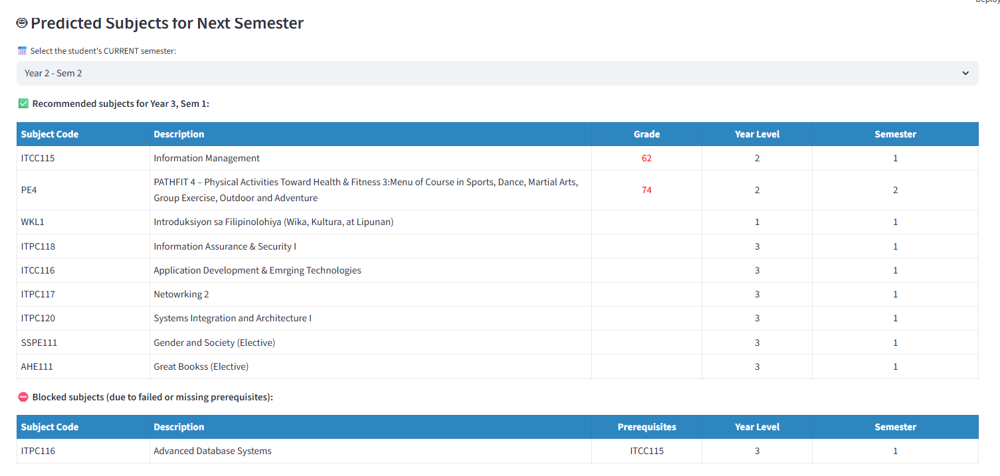 Deploy
Predicted Subjects for Next Semester
Select the student's CURRENT semester:
Year 2 - Sem 2
Recommended subjects for Year 3, Sem 1:
Subject Code Description Grade Year Level Semester
ITCC115 Information Management 62 2 1
PE4 PATHFIT 4 – Physical Activities Toward Health & Fitness 3:Menu of Course in Sports, Dance, Martial Arts, 74 2 2
Group Exercise, Outdoor and Adventure
WKL1 Introduksiyon sa Filipinolohiya (Wika, Kultura, at Lipunan) 1 1
ITPC118 Information Assurance & Security I 3 1
ITCC116 Application Development & Emrging Technologies 3 1
ITPC117 Netowrking 2 3 1
ITPC120 Systems Integration and Architecture I 3 1
SSPE111 Gender and Society (Elective) 3 1
AHE111 Great Bookss (Elective) 3 1
Blocked subjects (due to failed or missing prerequisites):
Subject Code Description Prerequisites Year Level Semester
ITPC116 Advanced Database Systems ITCC115 3 1